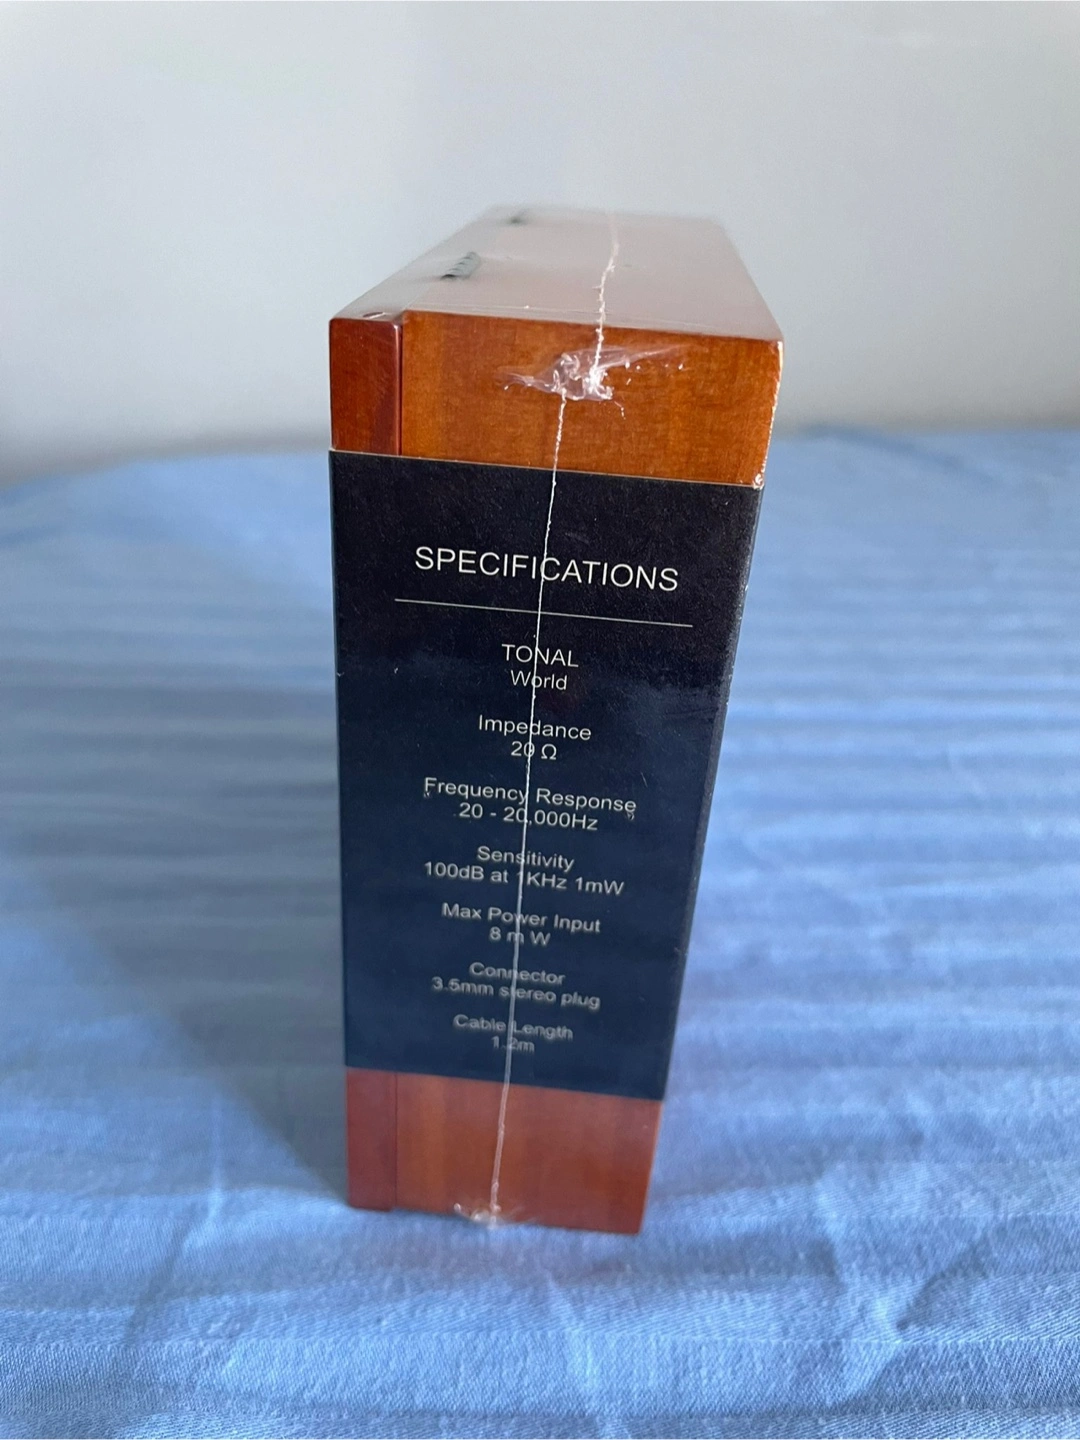 SPECIFICATIONS
TONAL
World
Impedance
20 Ω
Frequency Response
20 - 20,000Hz
Sensitivity
100dB at 1KHz 1mW
Max Power Input
8 m W
Connector
3.5mm stereo plug
Cable Length
1.2m